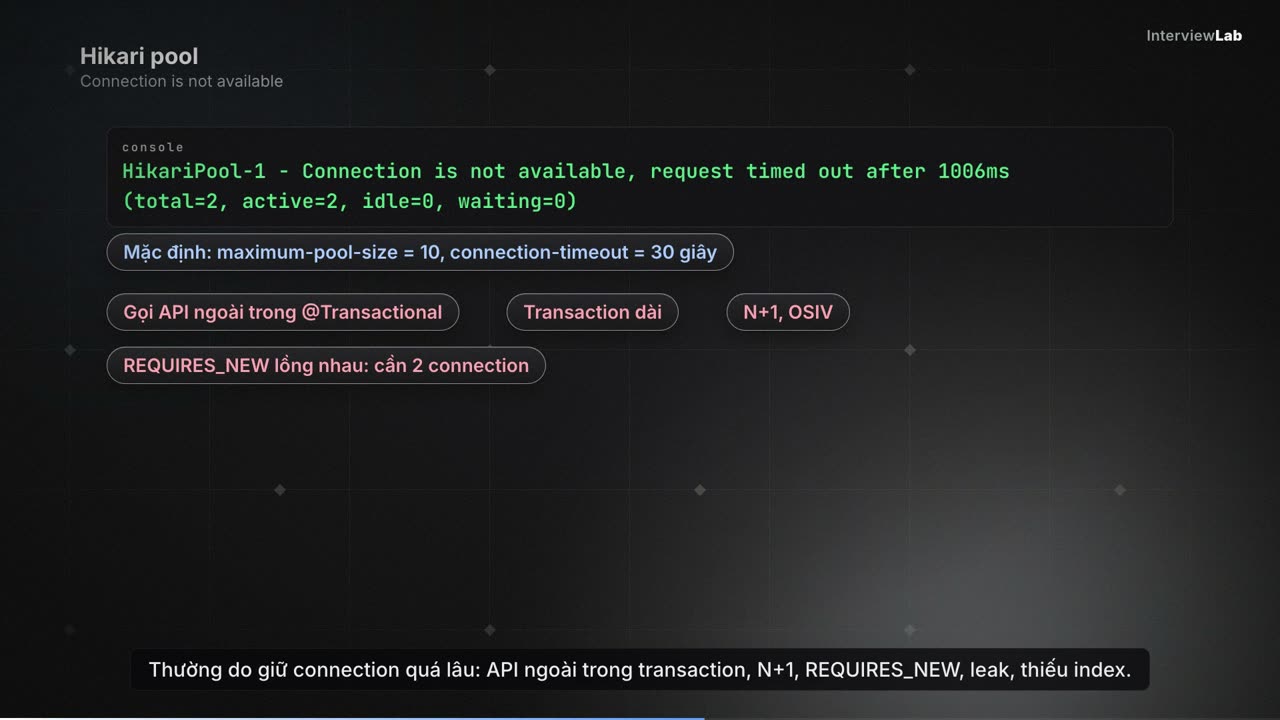 InterviewLab
Hikari pool
Connection is not available
console
HikariPool-1 - Connection is not available, request timed out after 1006ms
(total=2, active=2, idle=0, waiting=0)
Mặc định: maximum-pool-size = 10, connection-timeout = 30 giây
Gọi API ngoài trong @Transactional
Transaction dài
N+1, OSIV
REQUIRES_NEW lồng nhau: cần 2 connection
Thường do giữ connection quá lâu: API ngoài trong transaction, N+1, REQUIRES_NEW, leak, thiếu index.